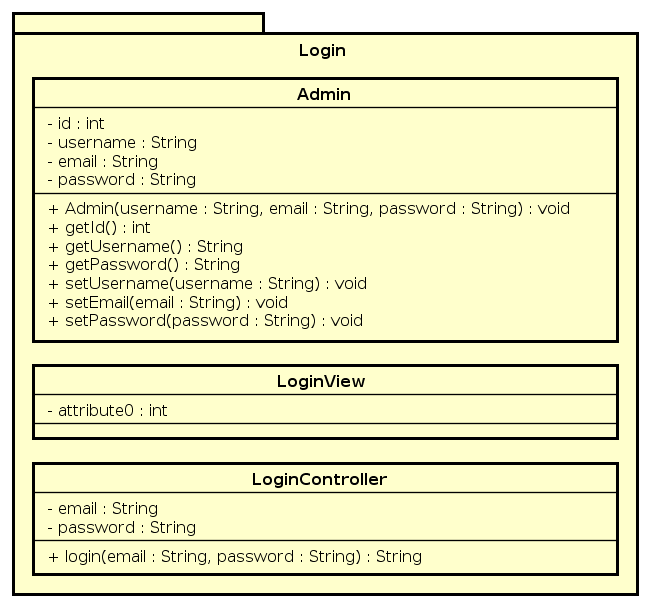 Login
Admin
- id : int
- username : String
- email : String
- password : String
+ Admin(username : String, email : String, password : String) : void
+ getId() : int
+ getUsername() : String
+ getPassword() : String
+ setUsername(username : String) : void
+ setEmail(email : String) : void
+ setPassword(password : String) : void
LoginView
- attribute0 : int
LoginController
- email : String
- password : String
+ login(email : String, password : String) : String